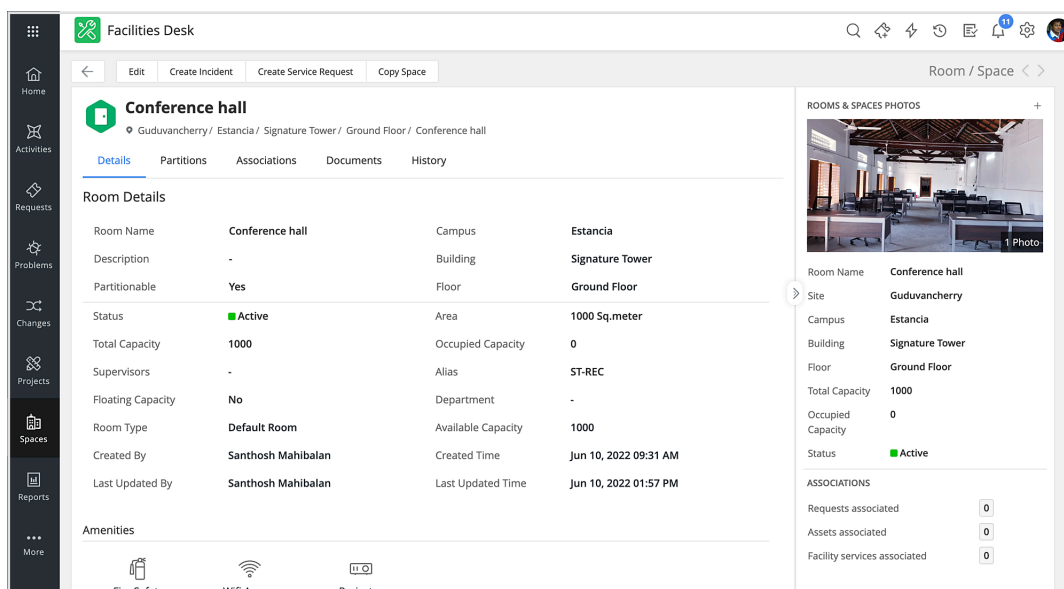 Facilities Desk
11
Home
Activities
Requests
Problems
Changes
Projects
Spaces
Reports
More
Edit
Create Incident
Create Service Request
Copy Space
Room / Space
Conference hall
Guduvancherry / Estancia / Signature Tower / Ground Floor / Conference hall
Details Partitions Associations Documents History
Room Details
Room Name Conference hall Campus Estancia
Description - Building Signature Tower
Partitionable Yes Floor Ground Floor
Status Active Area 1000 Sq.meter
Total Capacity 1000 Occupied Capacity 0
Supervisors - Alias ST-REC
Floating Capacity No Department -
Room Type Default Room Available Capacity 1000
Created By Santhosh Mahibalan Created Time Jun 10, 2022 09:31 AM
Last Updated By Santhosh Mahibalan Last Updated Time Jun 10, 2022 01:57 PM
Amenities
ROOMS & SPACES PHOTOS +
1 Photo
Room Name Conference hall
Site Guduvancherry
Campus Estancia
Building Signature Tower
Floor Ground Floor
Total Capacity 1000
Occupied 0
Capacity
Status Active
ASSOCIATIONS
Requests associated 0
Assets associated 0
Facility services associated 0